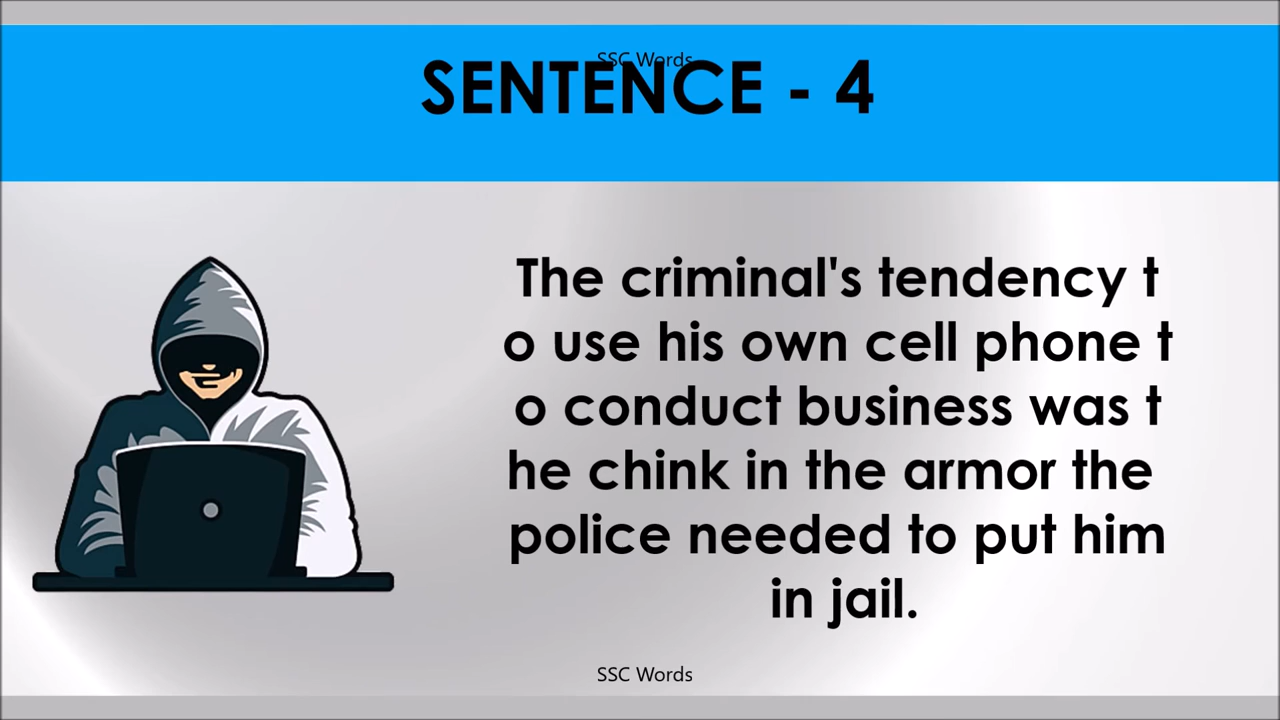 SSC Words
SENTENCE - 4
The criminal's tendency t
o use his own cell phone t
o conduct business was t
he chink in the armor the
police needed to put him
in jail.
SSC Words